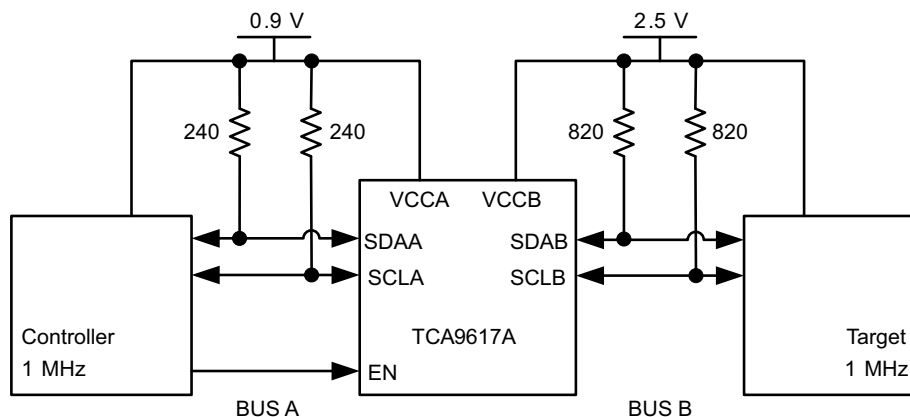 0.9 V
2.5 V
240
240
820
820
VCCA
VCCB
SDAA
SDAB
SCLA
SCLB
TCA9617A
EN
Controller
1 MHz
Target
1 MHz
BUS A
BUS B